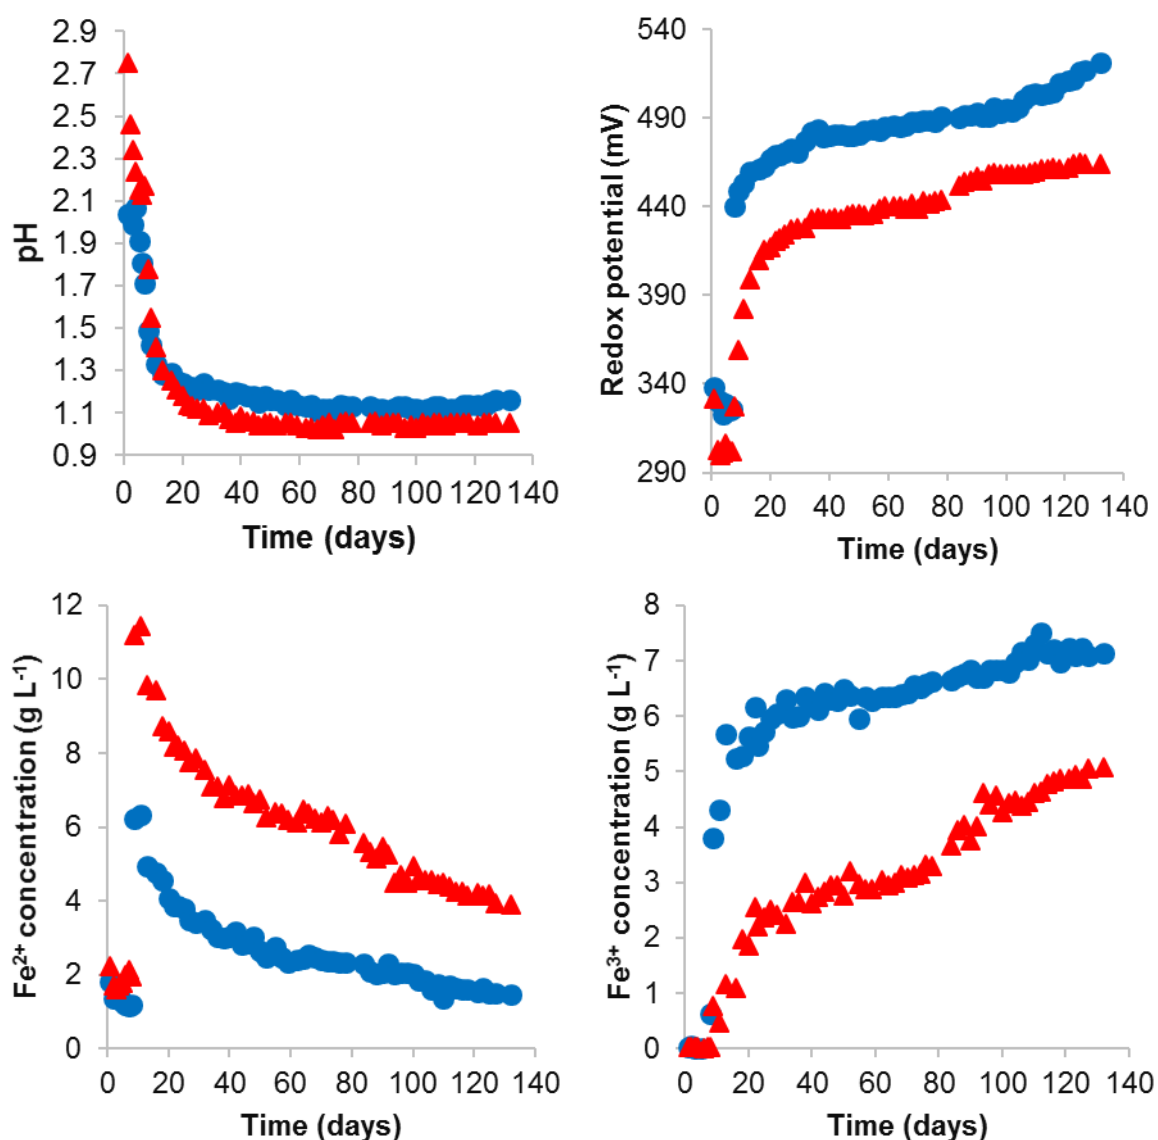 pH
2.9
2.7
2.5
2.3
2.1
1.9
1.7
1.5
1.3
1.1
0.9
0 20 40 60 80 100 120 140
Time (days)
Redox potential (mV)
540
490
440
390
340
290
0 20 40 60 80 100 120 140
Time (days)
Fe²⁺ concentration (g L⁻¹)
12
10
8
6
4
2
0
0 20 40 60 80 100 120 140
Time (days)
Fe³⁺ concentration (g L⁻¹)
8
7
6
5
4
3
2
1
0
0 20 40 60 80 100 120 140
Time (days)